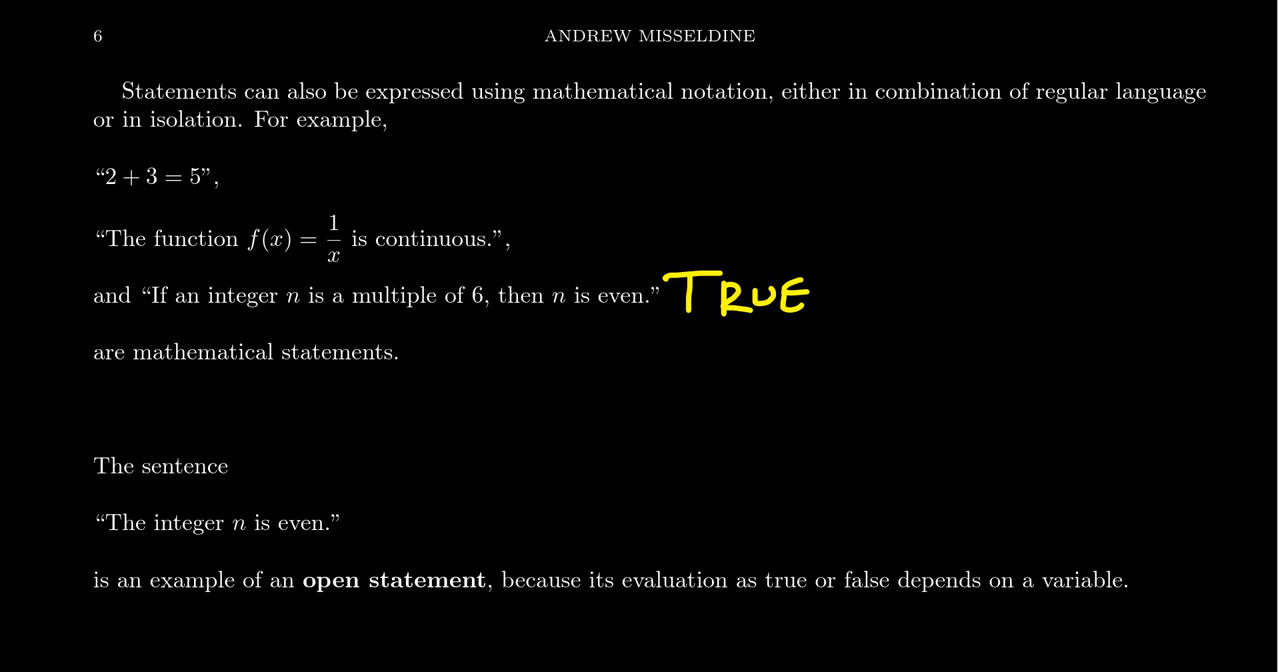 6 ANDREW MISSELDINE
Statements can also be expressed using mathematical notation, either in combination of regular language
or in isolation. For example,
“2 + 3 = 5”,
“The function f(x) = 1/x is continuous.”,
and “If an integer n is a multiple of 6, then n is even.” TRUE
are mathematical statements.
The sentence
“The integer n is even.”
is an example of an open statement, because its evaluation as true or false depends on a variable.